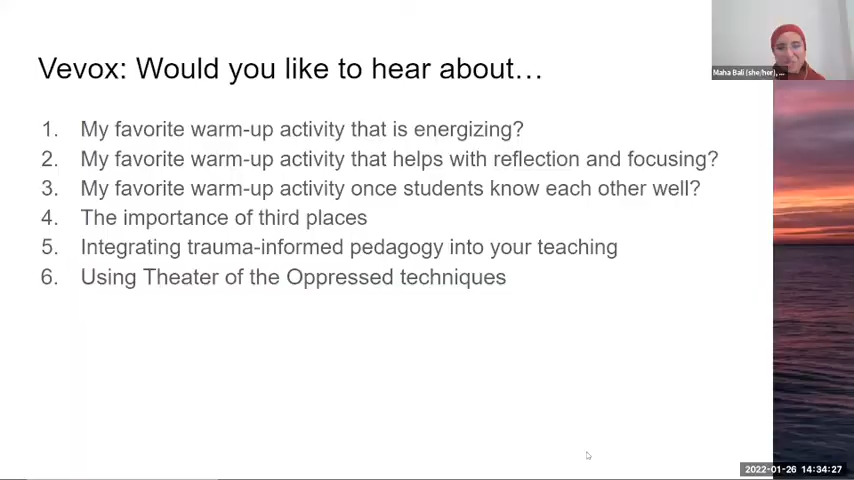 Vevox: Would you like to hear about…
Maha Bali (she/her), ...
1. My favorite warm-up activity that is energizing?
2. My favorite warm-up activity that helps with reflection and focusing?
3. My favorite warm-up activity once students know each other well?
4. The importance of third places
5. Integrating trauma-informed pedagogy into your teaching
6. Using Theater of the Oppressed techniques
2022-01-26 14:34:27